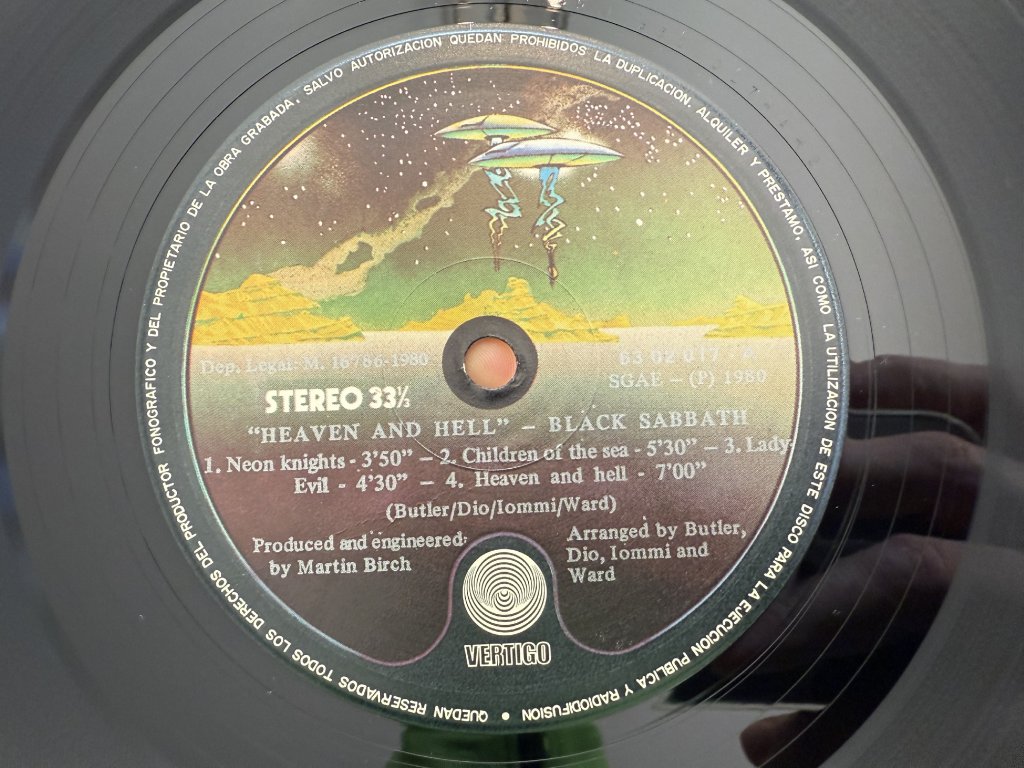 QUEDAN RESERVADOS TODOS LOS DERECHOS DEL PRODUCTOR FONOGRAFICO Y DEL PROPIETARIO DE LA OBRA GRABADA, SALVO AUTORIZACION QUEDAN PROHIBIDOS LA DUPLICACION, ALQUILER Y PRESTAMO, ASI COMO LA UTILIZACION DE ESTE DISCO PARA LA EJECUCION PUBLICA Y RADIODIFUSION •
Dep. Legal: M. 16786-1980
63 02 017 - A
SGAE – (P) 1980
STEREO 33⅓
“HEAVEN AND HELL” – BLACK SABBATH
1. Neon knights - 3’50” – 2. Children of the sea - 5’30” – 3. Lady
Evil - 4’30” – 4. Heaven and hell - 7’00”
(Butler/Dio/Iommi/Ward)
Produced and engineered
by Martin Birch
Arranged by Butler,
Dio, Iommi and
Ward
VERTIGO